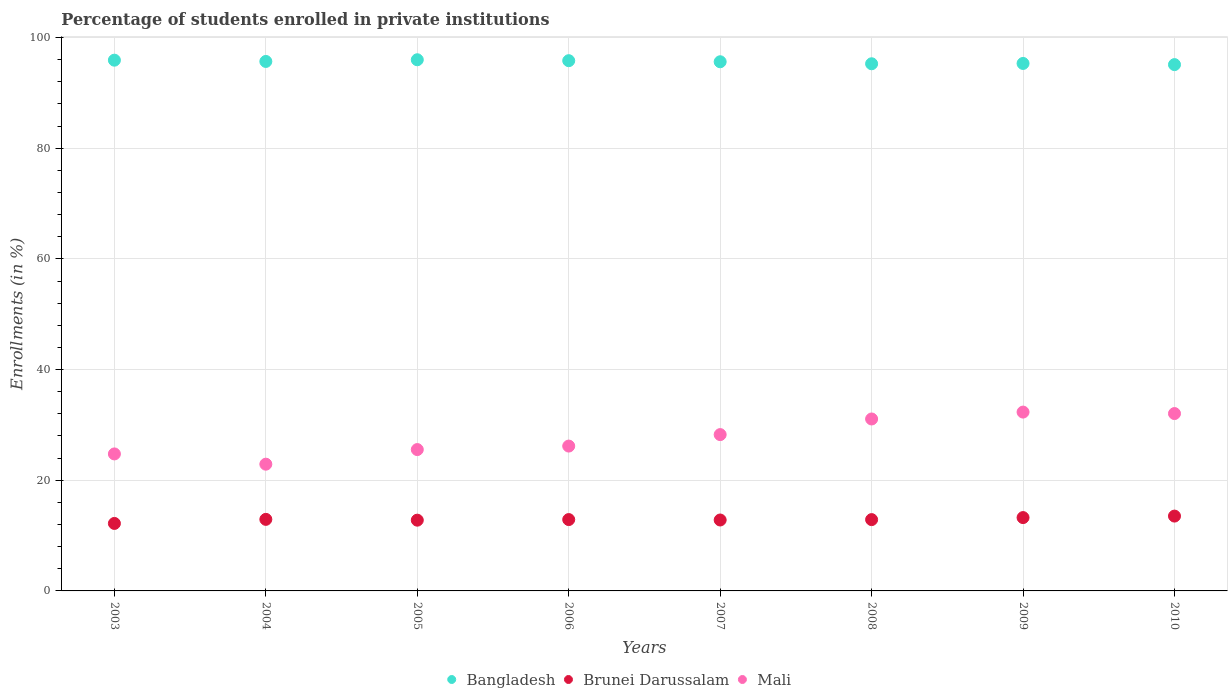 Percentage of students enrolled in private institutions
Enrollments (in %)
100
80
60
40
20
0
2003
2004
2005
2006
2007
2008
2009
2010
Years
Bangladesh
Brunei Darussalam
Mali